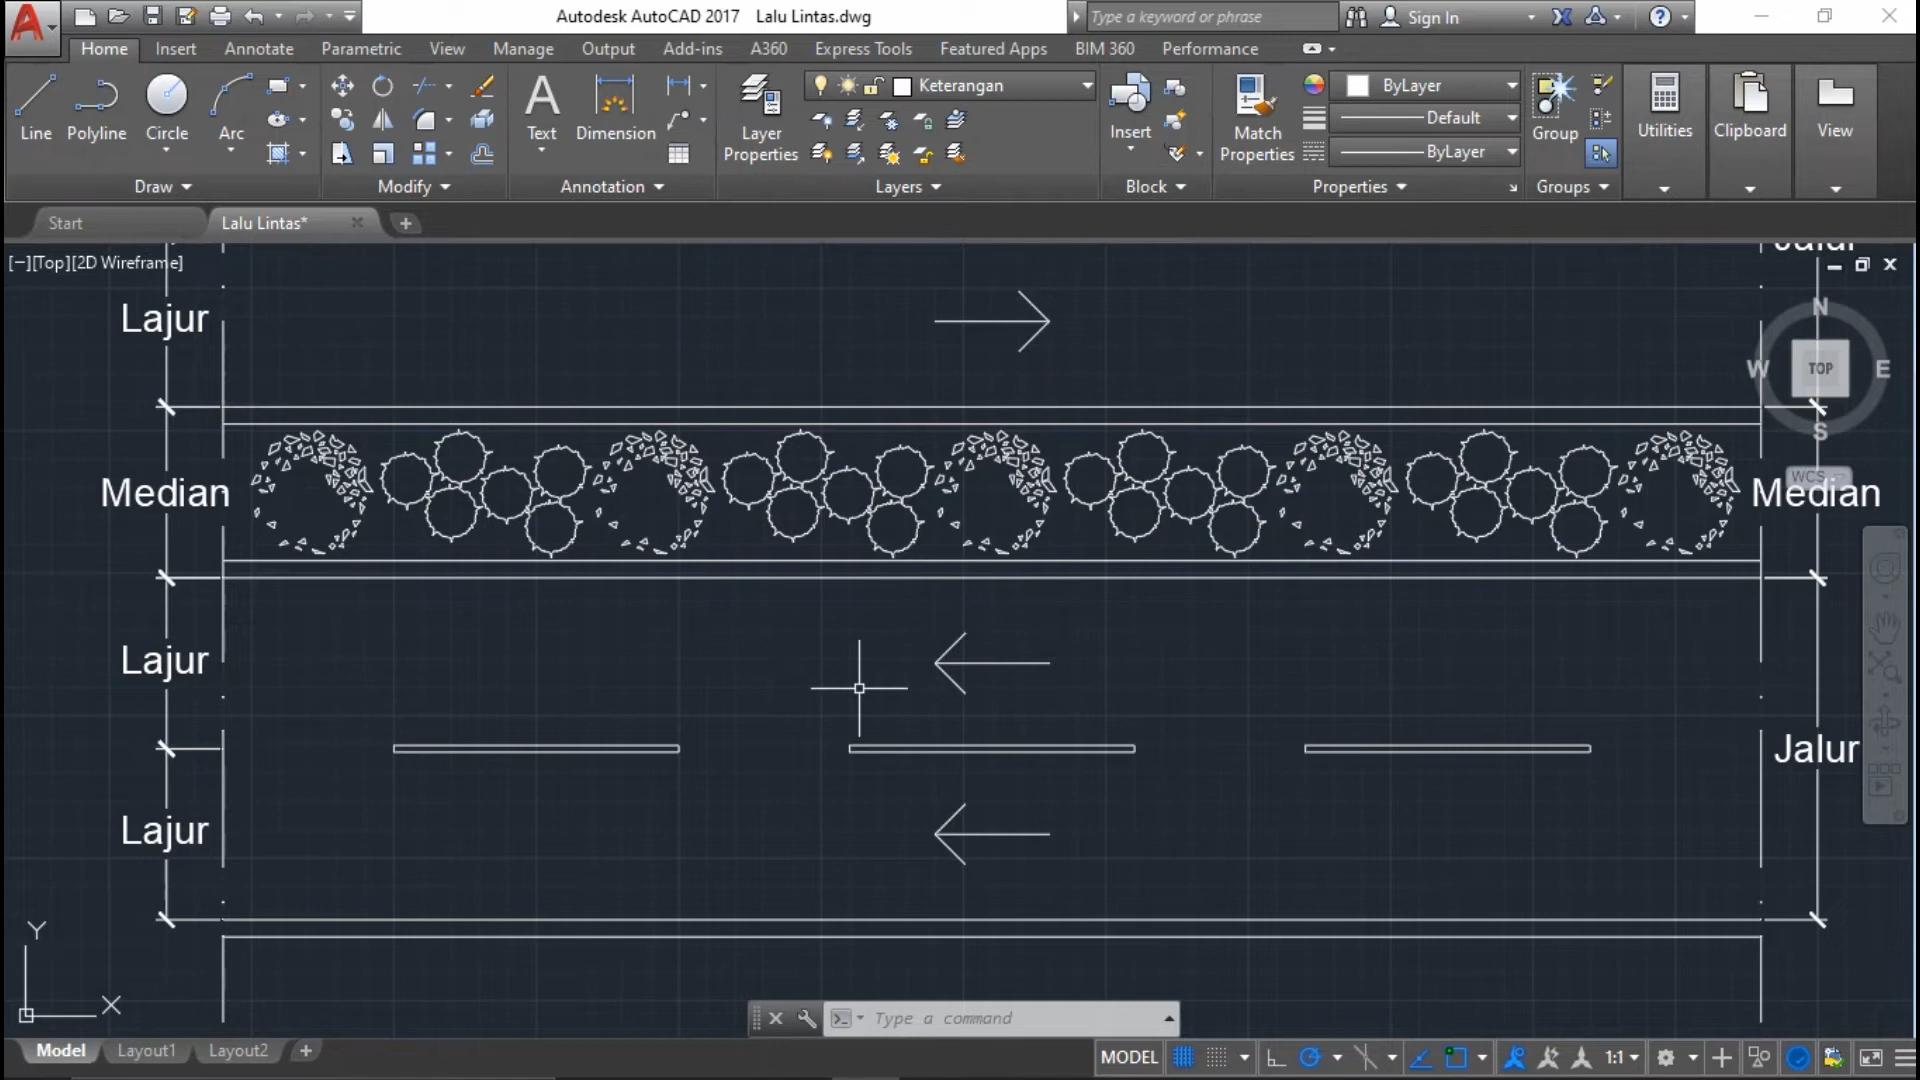 Autodesk AutoCAD 2017 Lalu Lintas.dwg
Type a keyword or phrase
Sign In
Home Insert Annotate Parametric View Manage Output Add-ins A360 Express Tools Featured Apps BIM 360 Performance
Keterangan
ByLayer
Default
ByLayer
Line Polyline Circle Arc
Text Dimension
Layer Properties
Insert
Match Properties
Group
Utilities
Clipboard
View
Draw Modify Annotation Layers Block Properties Groups
Start Lalu Lintas*
[−][Top][2D Wireframe]
Jalur
N
Lajur
W TOP E
S
WCS
Median Median
Lajur
Jalur
Lajur
Y
X
Type a command
Model Layout1 Layout2
MODEL 1:1